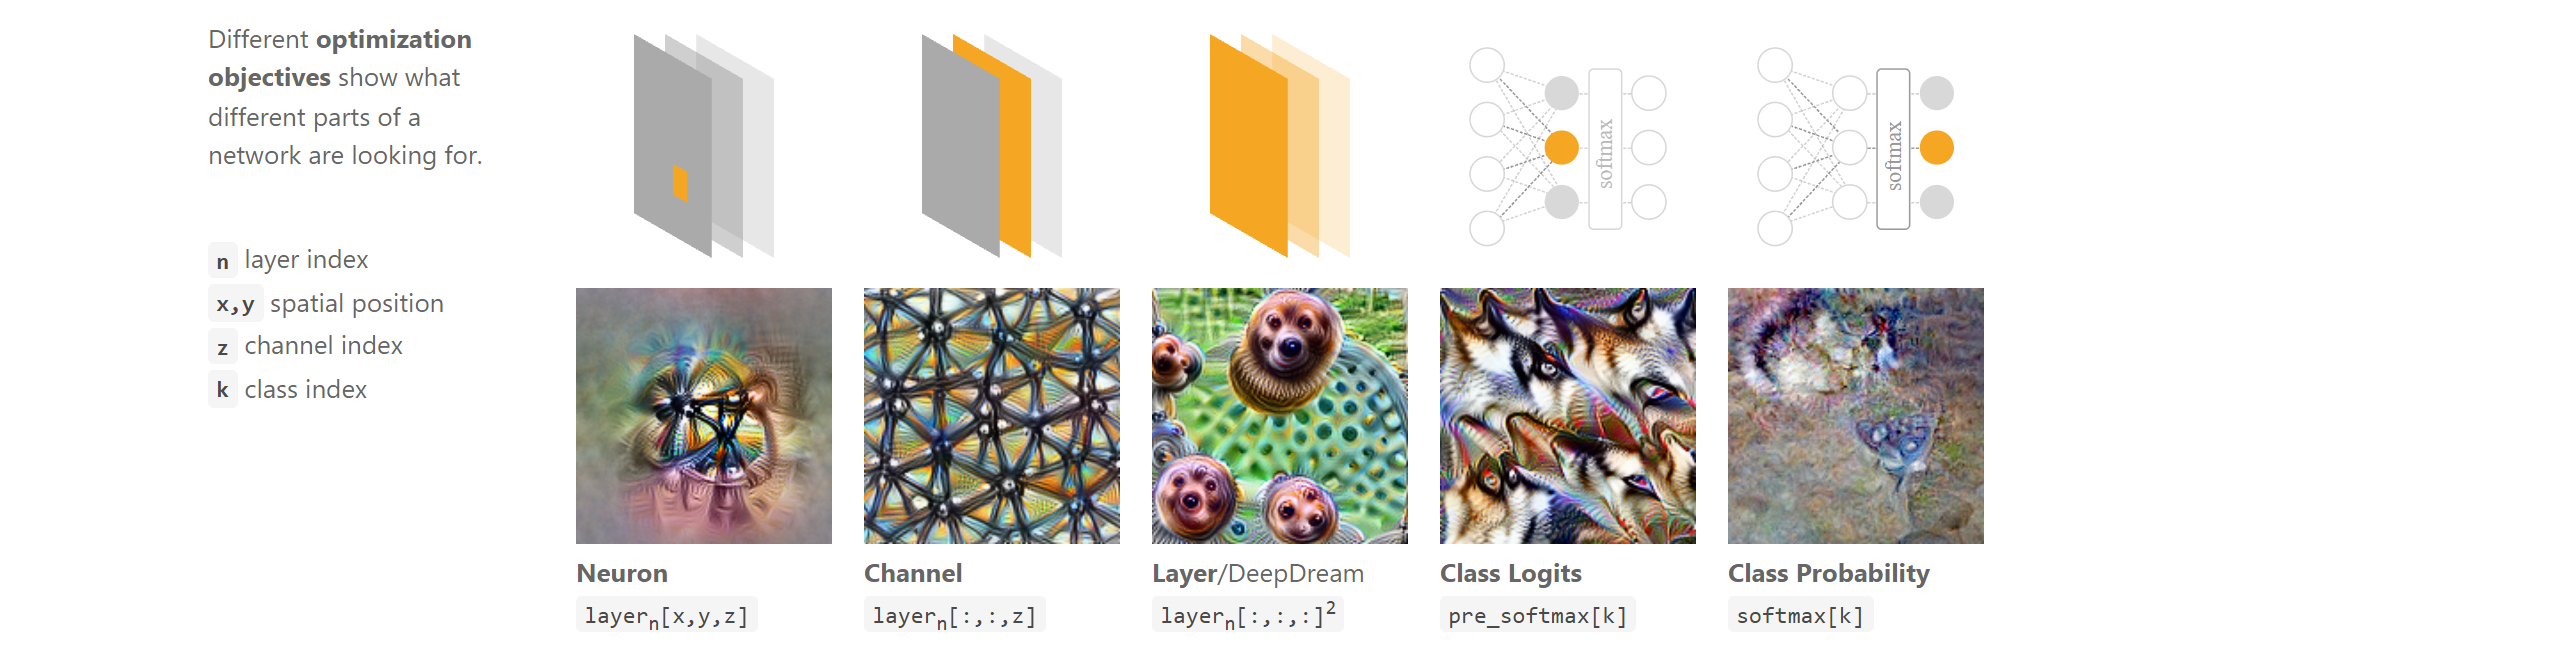 Different optimization
objectives show what
different parts of a
network are looking for.
n layer index
x,y spatial position
z channel index
k class index
softmax
softmax
Neuron
layerₙ[x,y,z]
Channel
layerₙ[:,:,z]
Layer/DeepDream
layerₙ[:,:,:]²
Class Logits
pre_softmax[k]
Class Probability
softmax[k]